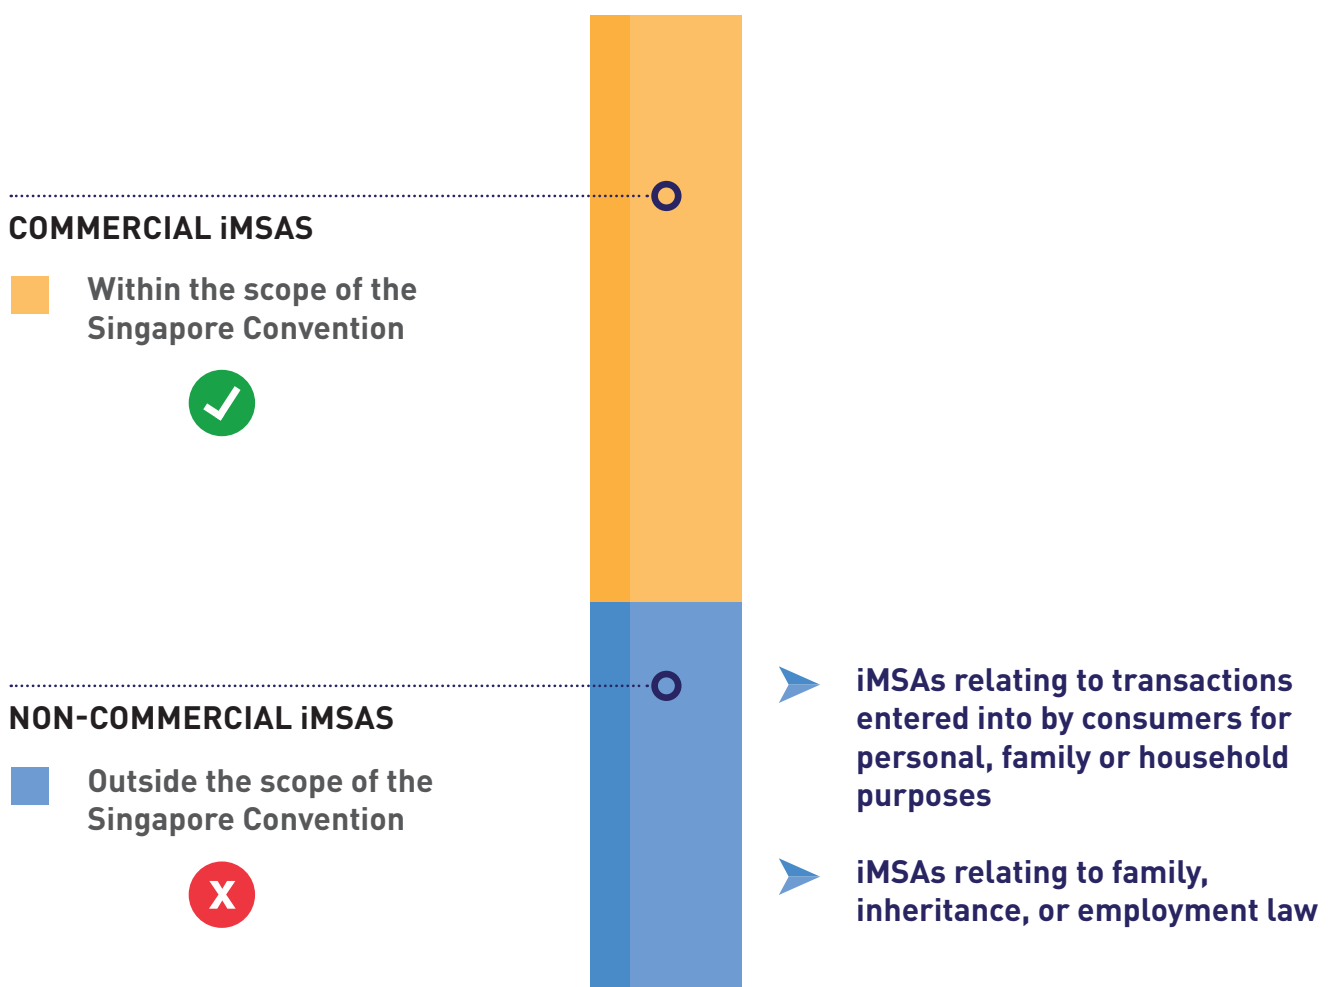 COMMERCIAL iMSAS
Within the scope of the
Singapore Convention
NON-COMMERCIAL iMSAS
Outside the scope of the
Singapore Convention
X
iMSAs relating to transactions
entered into by consumers for
personal, family or household
purposes
iMSAs relating to family,
inheritance, or employment law